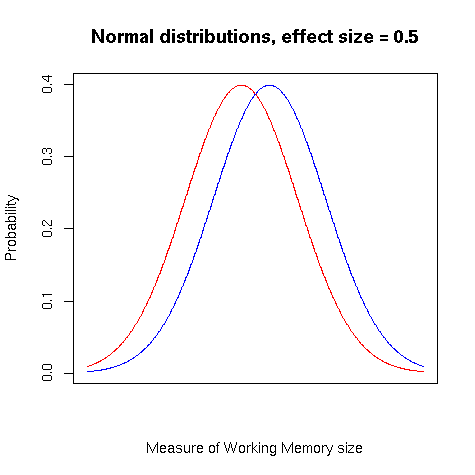 Normal distributions, effect size = 0.5
0.4
0.3
0.2
0.1
0.0
Probability
Measure of Working Memory size